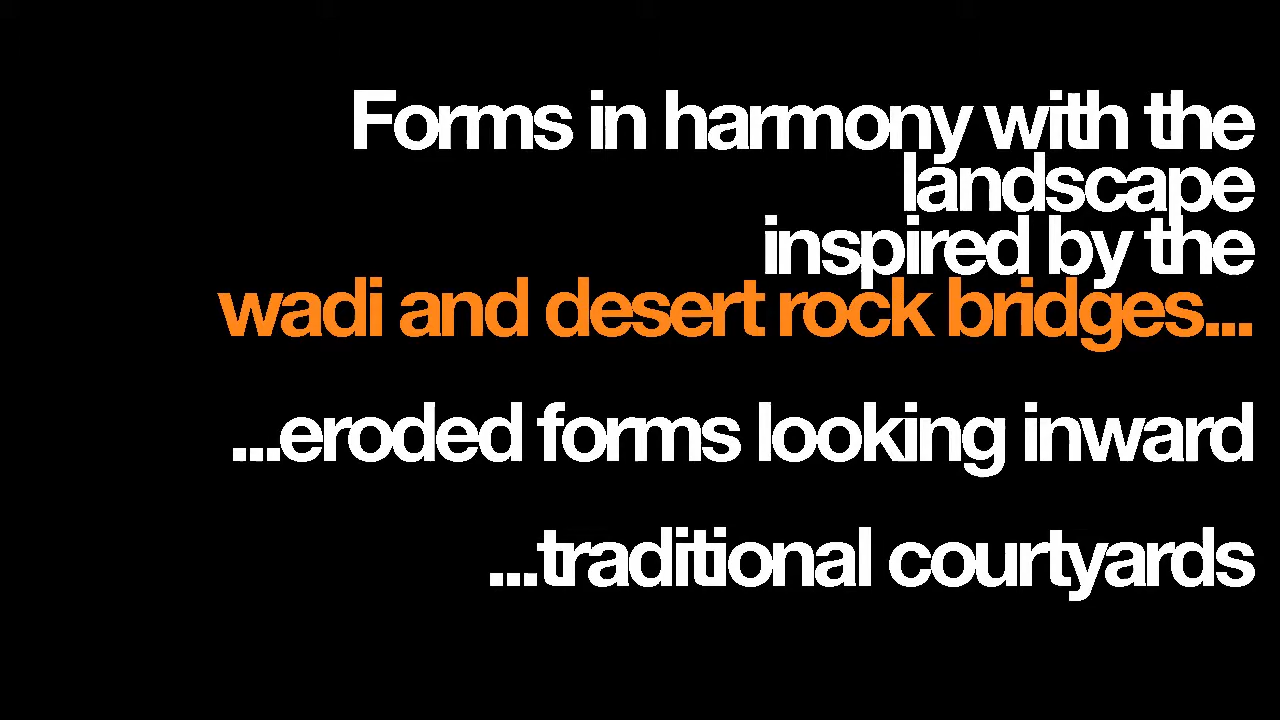 Forms in harmony with the
landscape
inspired by the
wadi and desert rock bridges...
...eroded forms looking inward
...traditional courtyards